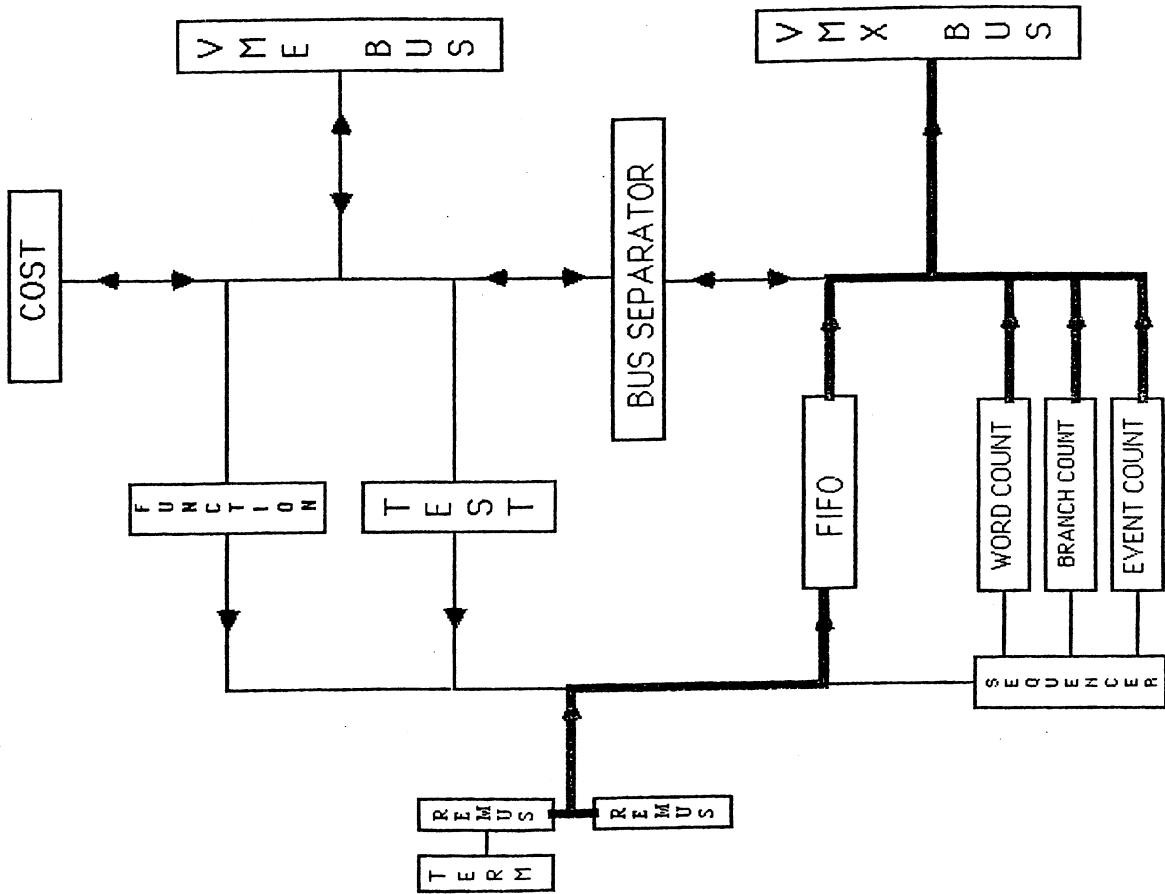 COST
VME BUS
FUNCTION
TEST
BUS SEPARATOR
VMX BUS
FIFO
WORD COUNT
BRANCH COUNT
EVENT COUNT
SEQUENCER
REMUS
REMUS
TERM